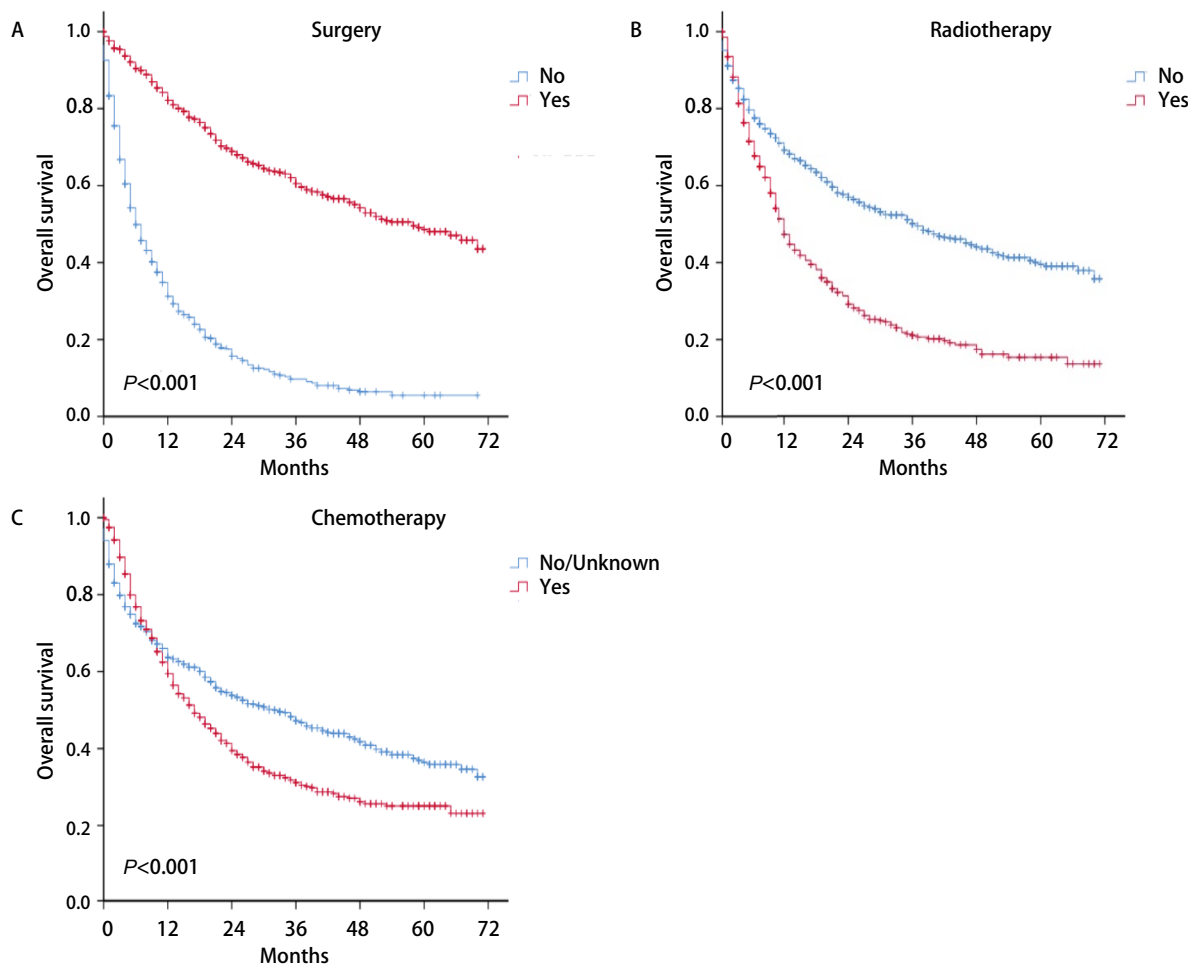 A
Surgery
1.0
0.8
0.6
0.4
0.2
0.0
Overall survival
No
Yes
P<0.001
0 12 24 36 48 60 72
Months
B
Radiotherapy
1.0
0.8
0.6
0.4
0.2
0.0
Overall survival
No
Yes
P<0.001
0 12 24 36 48 60 72
Months
C
Chemotherapy
1.0
0.8
0.6
0.4
0.2
0.0
Overall survival
No/Unknown
Yes
P<0.001
0 12 24 36 48 60 72
Months